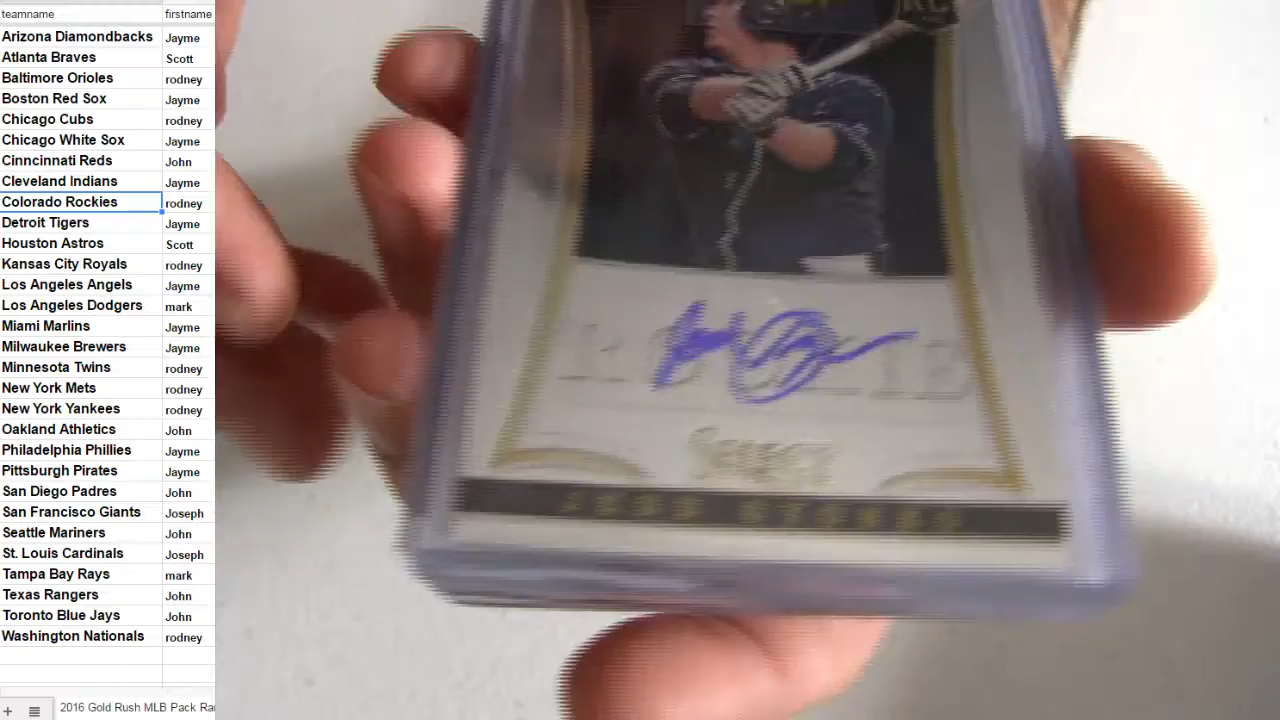 teamname firstname
Arizona Diamondbacks Jayme
Atlanta Braves Scott
Baltimore Orioles rodney
Boston Red Sox Jayme
Chicago Cubs rodney
Chicago White Sox Jayme
Cinncinnati Reds John
Cleveland Indians Jayme
Colorado Rockies rodney
Detroit Tigers Jayme
Houston Astros Scott
Kansas City Royals rodney
Los Angeles Angels Jayme
Los Angeles Dodgers mark
Miami Marlins Jayme
Milwaukee Brewers Jayme
Minnesota Twins rodney
New York Mets rodney
New York Yankees rodney
Oakland Athletics John
Philadelphia Phillies Jayme
Pittsburgh Pirates Jayme
San Diego Padres John
San Francisco Giants Joseph
Seattle Mariners John
St. Louis Cardinals Joseph
Tampa Bay Rays mark
Texas Rangers John
Toronto Blue Jays John
Washington Nationals rodney
2016 Gold Rush MLB Pack Ra
RC